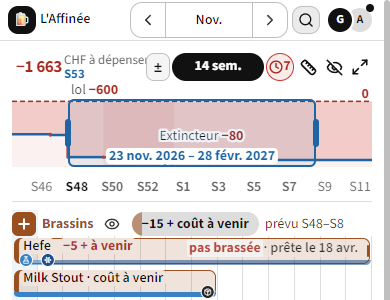 L'Affinée
Nov.
G A
−1 663 CHF à dépenser
S53
± 14 sem. 7
lol −600
0
Extincteur −80
23 nov. 2026 – 28 févr. 2027
S46 S48 S50 S52 S1 S3 S5 S7 S9 S11
+ Brassins −15 + coût à venir prévu S48–S8
Hefe −5 + à venir pas brassée · prête le 18 avr.
Milk Stout · coût à venir